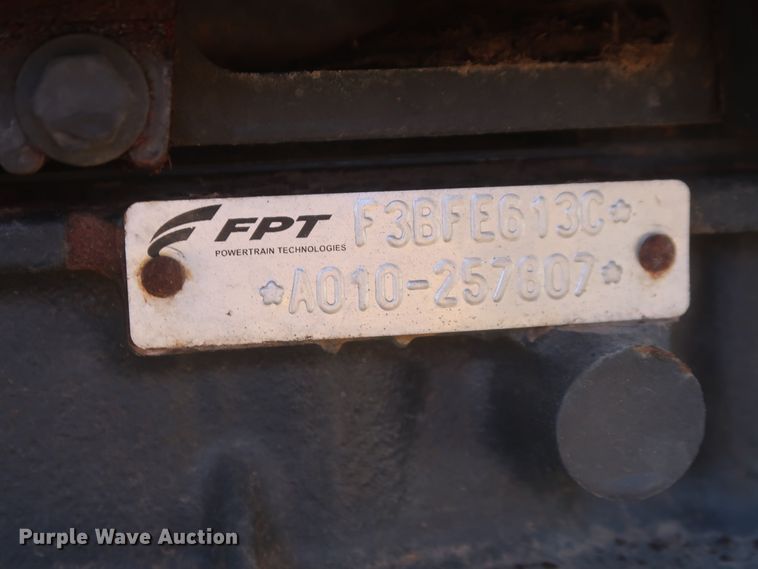 FPT F3BFE613C*
POWERTRAIN TECHNOLOGIES
*A010-257807*
Purple Wave Auction®